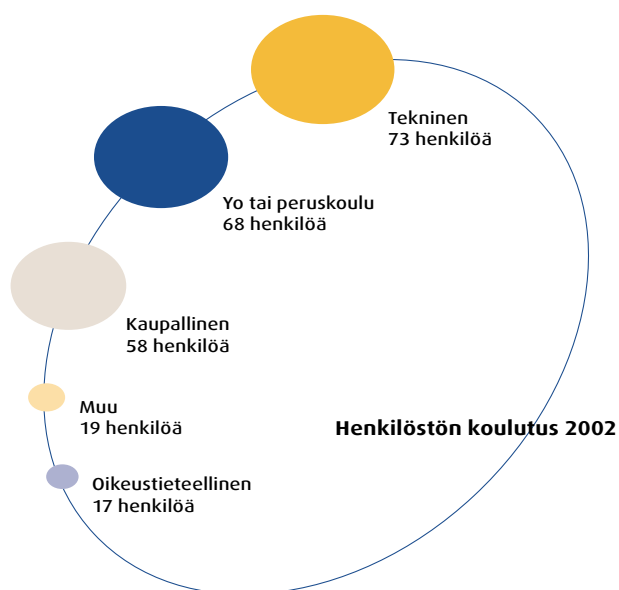 Tekninen
73 henkilöä
Yo tai peruskoulu
68 henkilöä
Kaupallinen
58 henkilöä
Muu
19 henkilöä
Henkilöstön koulutus 2002
Oikeustieteellinen
17 henkilöä